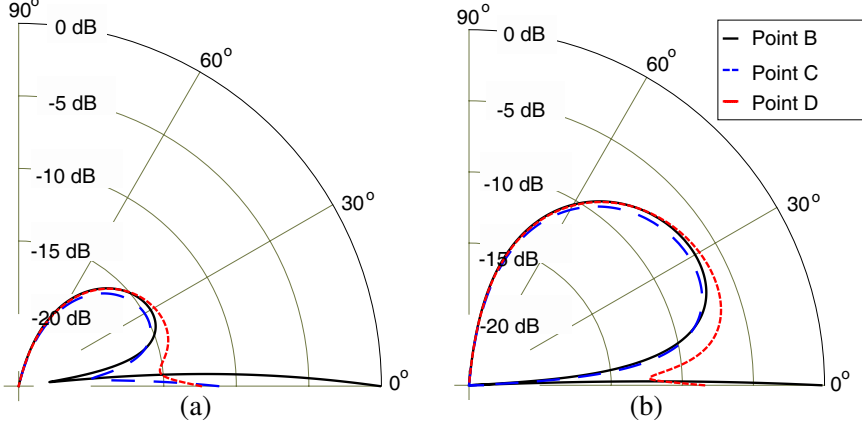 90°
0 dB
60°
-5 dB
-10 dB
30°
-15 dB
-20 dB
0°
(a)
90°
0 dB
60°
-5 dB
-10 dB
30°
-15 dB
-20 dB
0°
(b)
Point B
Point C
Point D